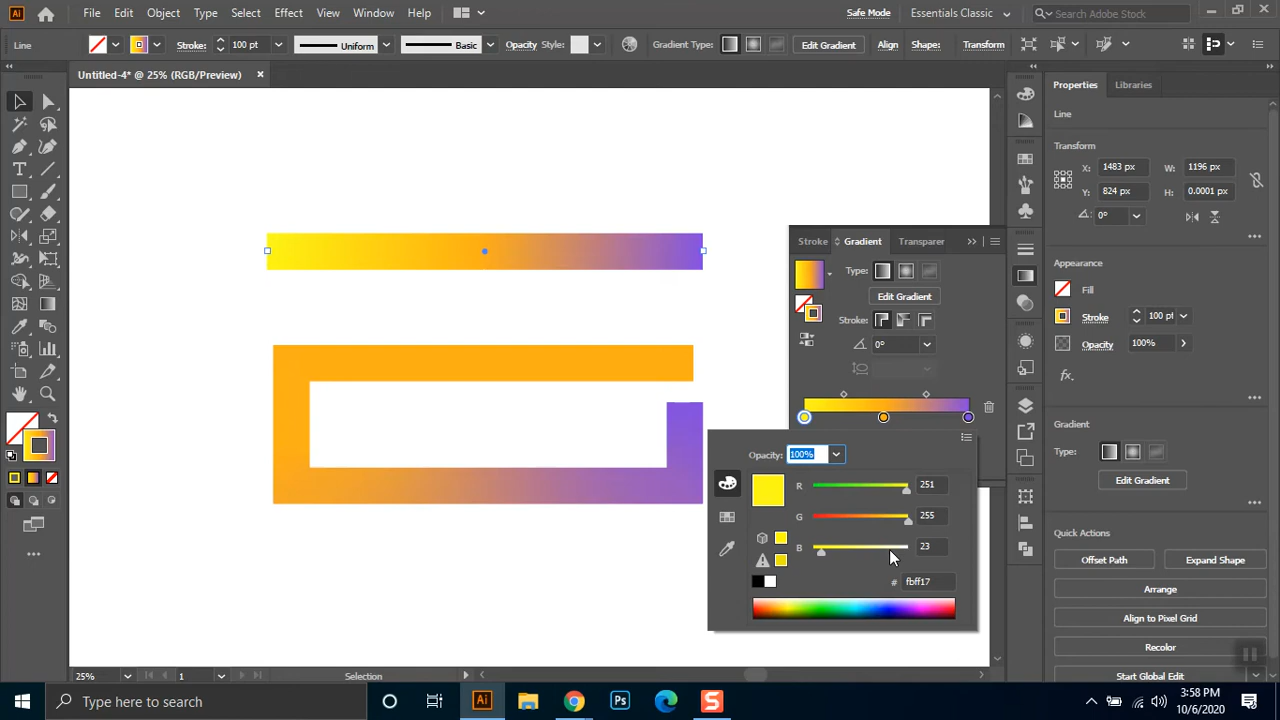 Ai File Edit Object Type Select Effect View Window Help Safe Mode Essentials Classic Search Adobe Stock
Line Stroke: 100 pt Uniform Basic Opacity Style: Gradient Type: Edit Gradient Align Shape: Transform
Untitled-4* @ 25% (RGB/Preview)
Properties Libraries
Line
Transform
X: 1483 px W: 1196 px
Y: 824 px H: 0.0001 px
0°
Stroke Gradient Transparer
Type:
Edit Gradient
Stroke:
0°
Appearance
Fill
Stroke 100 pt
Opacity 100%
fx
Gradient
Type:
Edit Gradient
Opacity: 100%
R 251
G 255
B 23
# fbff17
Quick Actions
Offset Path Expand Shape
Arrange
Align to Pixel Grid
Recolor
Start Global Edit
25% 1 Selection
Type here to search
Ai Ps S
3:58 PM
10/6/2020